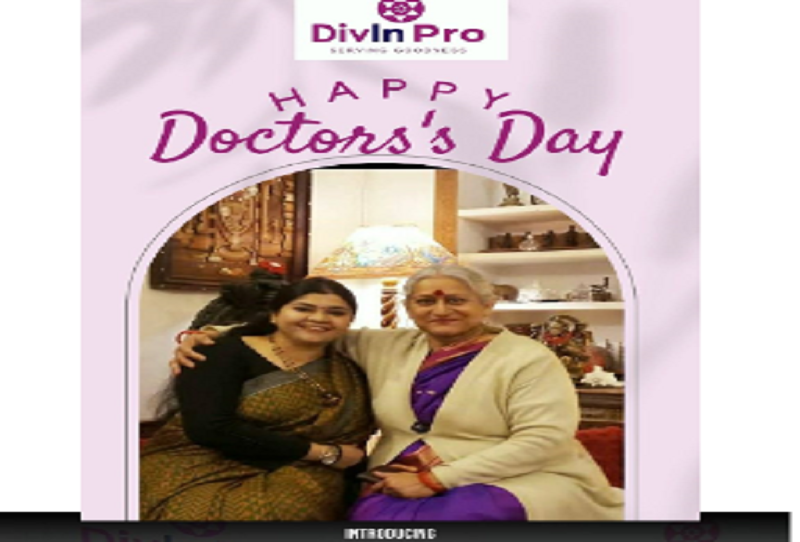 DivIn Pro
SERVING GOODNESS
HAPPY
Doctors's Day
INTRODUCING